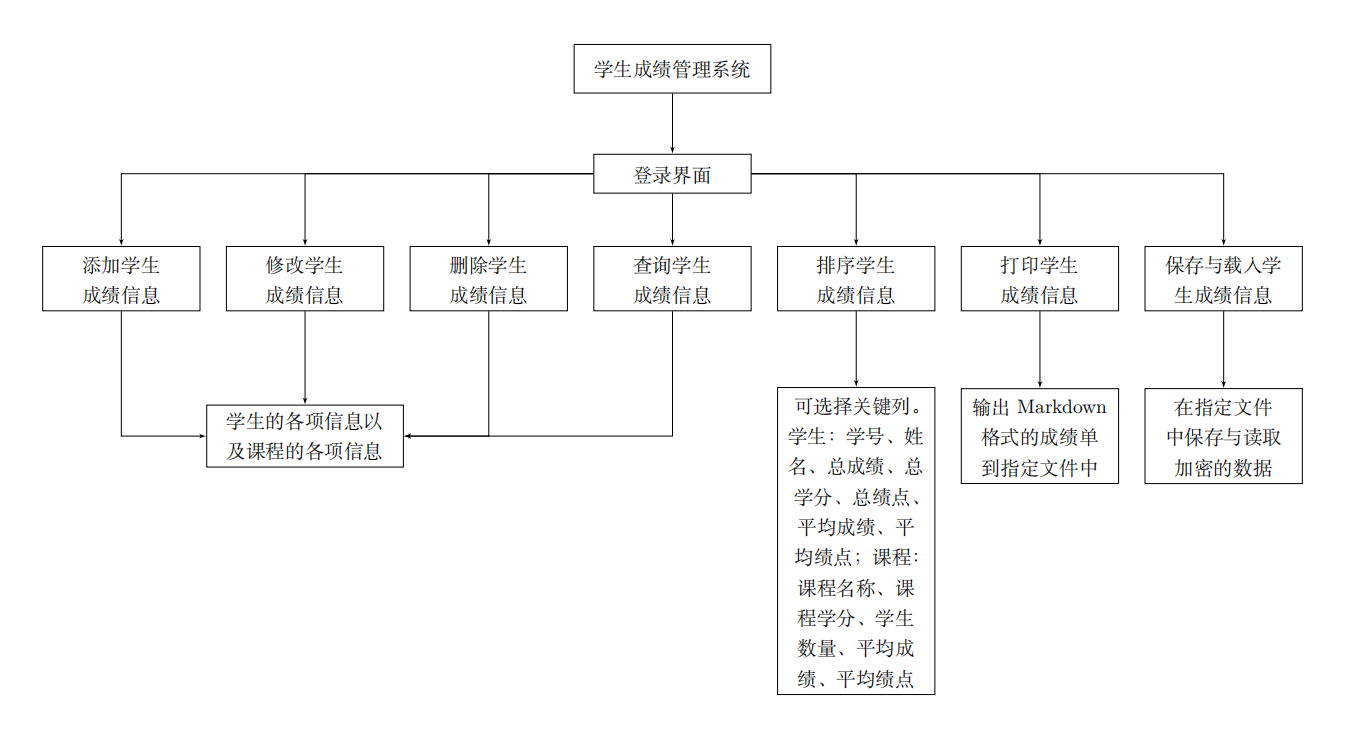 学生成绩管理系统
登录界面
添加学生
成绩信息
修改学生
成绩信息
删除学生
成绩信息
查询学生
成绩信息
排序学生
成绩信息
打印学生
成绩信息
保存与载入学
生成绩信息
学生的各项信息以
及课程的各项信息
可选择关键列。
学生：学号、姓
名、总成绩、总
学分、总绩点、
平均成绩、平
均绩点；课程：
课程名称、课
程学分、学生
数量、平均成
绩、平均绩点
输出 Markdown
格式的成绩单
到指定文件中
在指定文件
中保存与读取
加密的数据